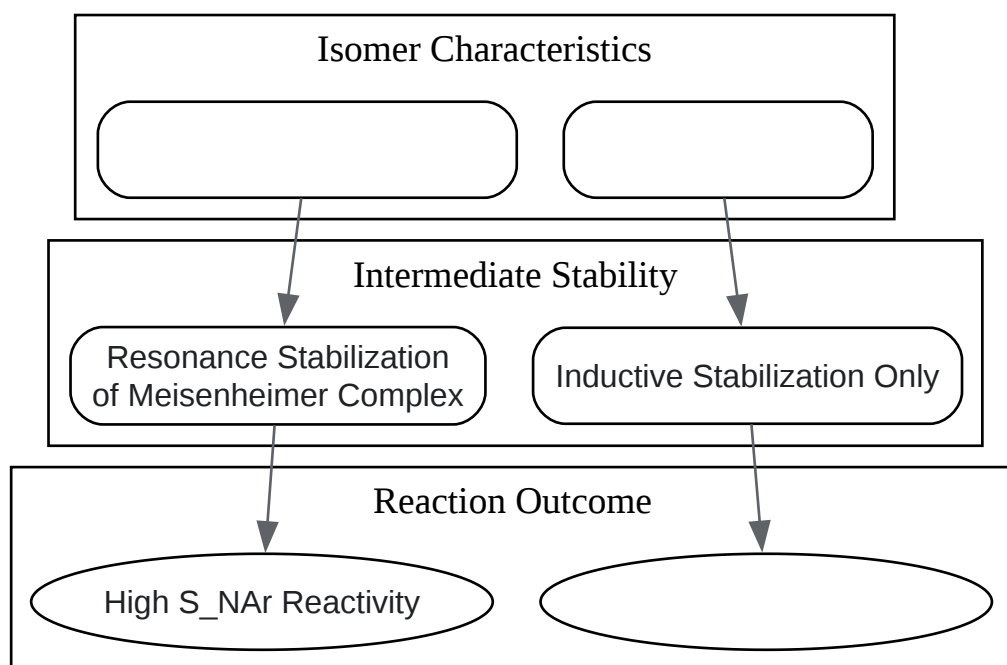 Isomer Characteristics
Intermediate Stability
Resonance Stabilization
of Meisenheimer Complex
Inductive Stabilization Only
Reaction Outcome
High S_NAr Reactivity